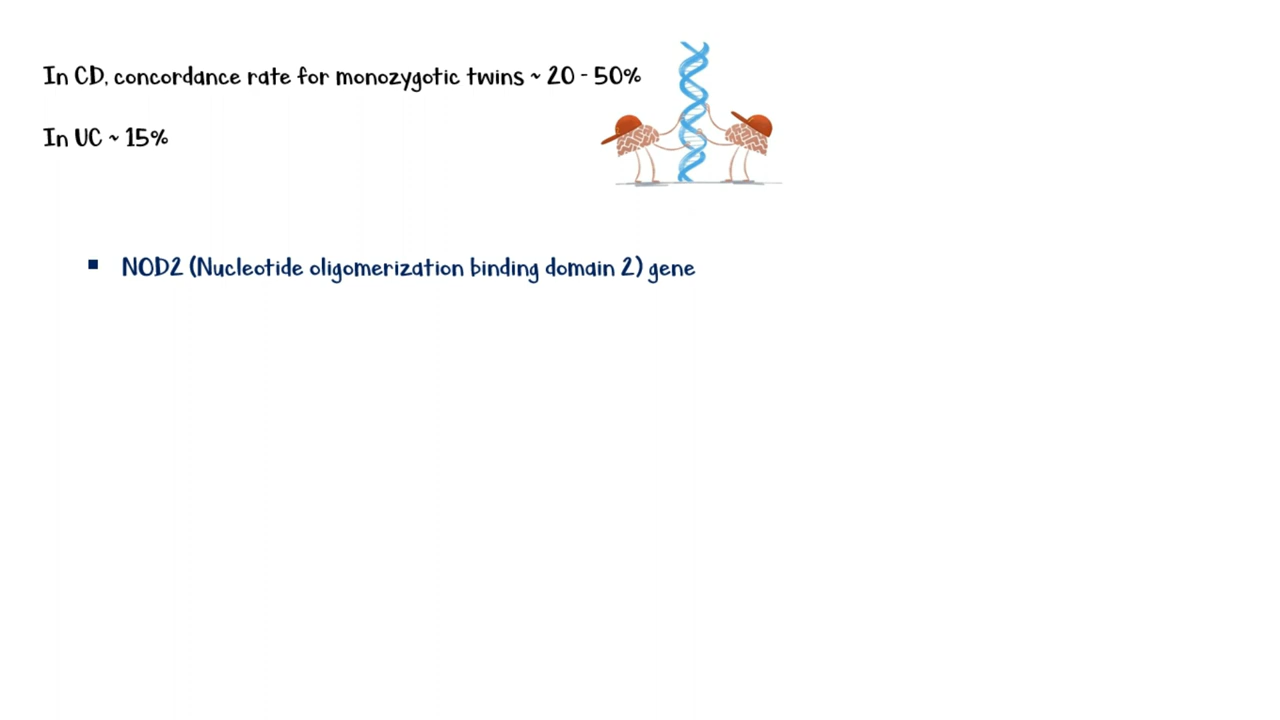 In CD, concordance rate for monozygotic twins ~ 20 - 50%
In UC ~ 15%
▪ NOD2 (Nucleotide oligomerization binding domain 2) gene